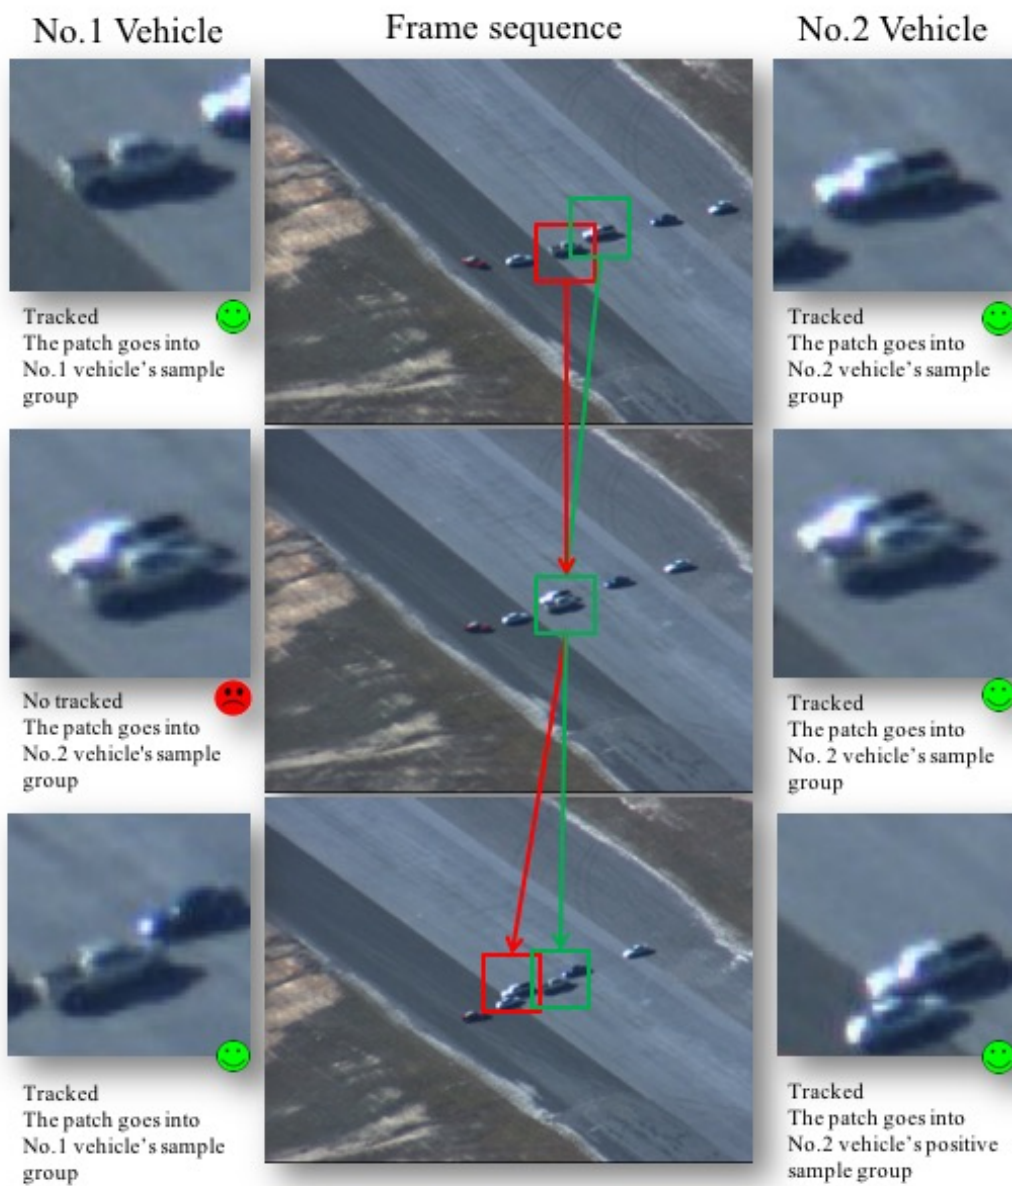 No.1 Vehicle
Frame sequence
No.2 Vehicle
Tracked
The patch goes into
No.1 vehicle's sample
group
Tracked
The patch goes into
No.2 vehicle's sample
group
No tracked
The patch goes into
No.2 vehicle's sample
group
Tracked
The patch goes into
No. 2 vehicle's sample
group
Tracked
The patch goes into
No.1 vehicle's sample
group
Tracked
The patch goes into
No.2 vehicle's positive
sample group